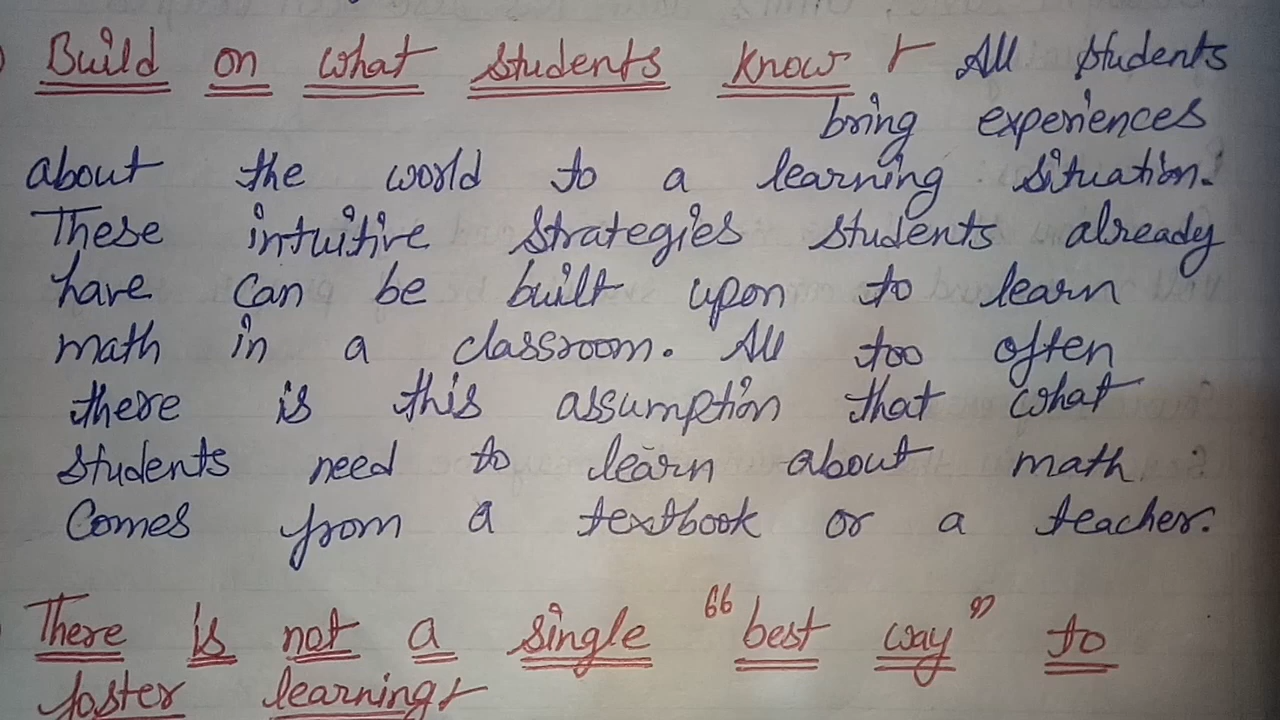 Build on what students know :- All students
bring experiences
about the world to a learning situation.
These intuitive strategies students already
have can be built upon to learn
math in a classroom. All too often
there is this assumption that what
students need to learn about math
Comes from a textbook or a teacher.
There is not a single "best way" to
foster learning:-